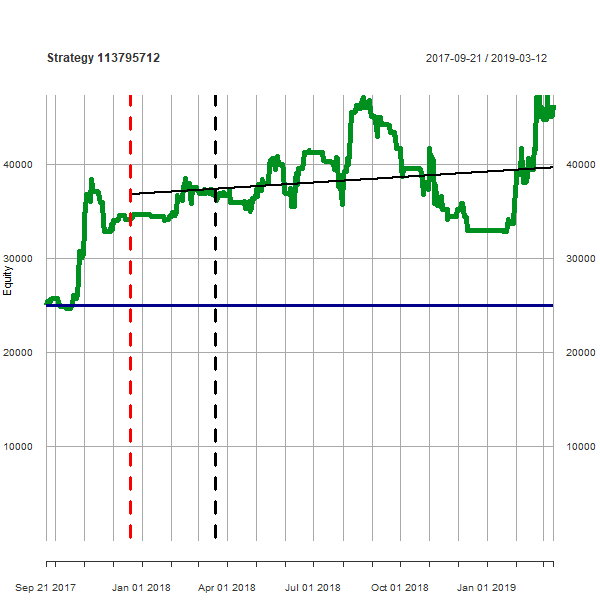 Strategy 113795712
2017-09-21 / 2019-03-12
40000
40000
30000
30000
Equity
20000
20000
10000
10000
Sep 21 2017
Jan 01 2018
Apr 01 2018
Jul 01 2018
Oct 01 2018
Jan 01 2019